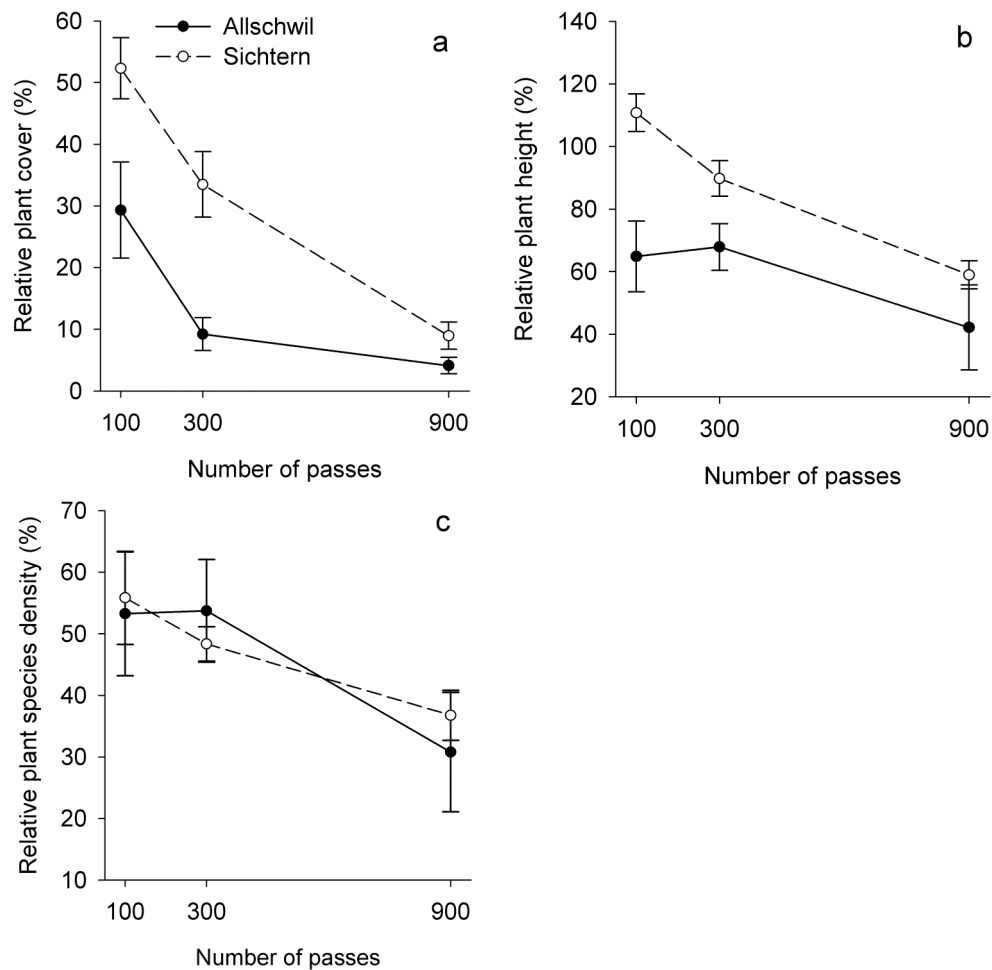 Allschwil
Sichtern
a
60
50
40
30
20
10
0
Relative plant cover (%)
100
300
900
Number of passes
b
140
120
100
80
60
40
20
Relative plant height (%)
100
300
900
Number of passes
c
70
60
50
40
30
20
10
Relative plant species density (%)
100
300
900
Number of passes